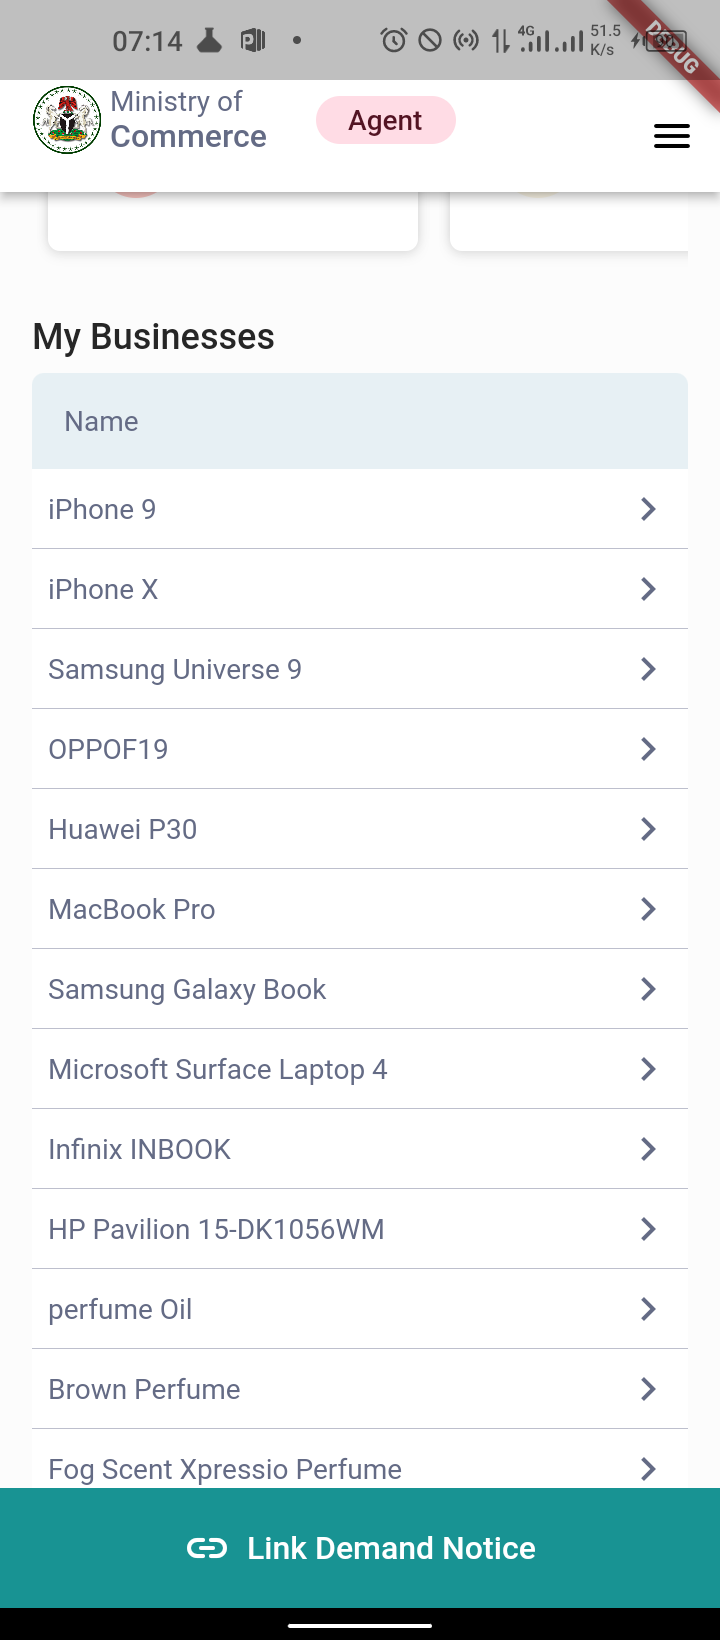 07:14
4G
51.5
K/s
DEBUG
Ministry of
Commerce
Agent
My Businesses
Name
iPhone 9
iPhone X
Samsung Universe 9
OPPOF19
Huawei P30
MacBook Pro
Samsung Galaxy Book
Microsoft Surface Laptop 4
Infinix INBOOK
HP Pavilion 15-DK1056WM
perfume Oil
Brown Perfume
Fog Scent Xpressio Perfume
Link Demand Notice